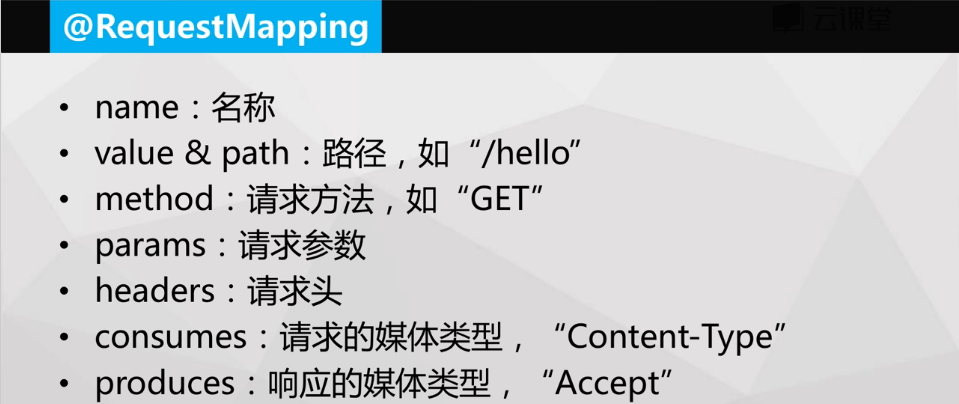 @RequestMapping
云课堂
• name：名称
• value & path：路径，如“/hello”
• method：请求方法，如“GET”
• params：请求参数
• headers：请求头
• consumes：请求的媒体类型，“Content-Type”
• produces：响应的媒体类型，“Accept”